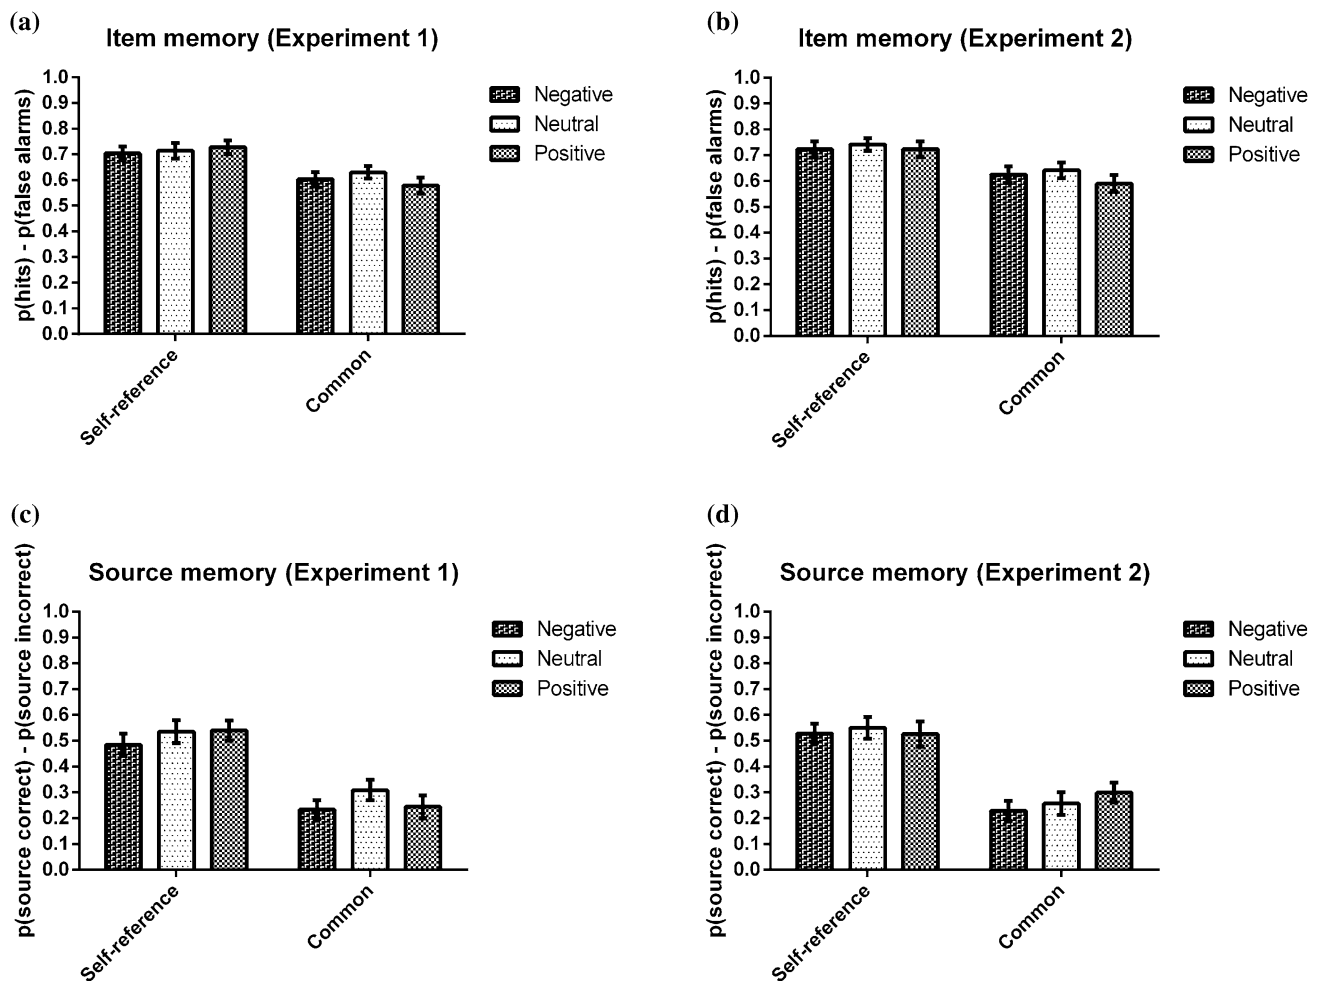 (a)
Item memory (Experiment 1)
p(hits) - p(false alarms)
1.0
0.9
0.8
0.7
0.6
0.5
0.4
0.3
0.2
0.1
0.0
Self-reference
Common
Negative
Neutral
Positive
(b)
Item memory (Experiment 2)
p(hits) - p(false alarms)
1.0
0.9
0.8
0.7
0.6
0.5
0.4
0.3
0.2
0.1
0.0
Self-reference
Common
Negative
Neutral
Positive
(c)
Source memory (Experiment 1)
p(source correct) - p(source incorrect)
1.0
0.9
0.8
0.7
0.6
0.5
0.4
0.3
0.2
0.1
0.0
Self-reference
Common
Negative
Neutral
Positive
(d)
Source memory (Experiment 2)
p(source correct) - p(source incorrect)
1.0
0.9
0.8
0.7
0.6
0.5
0.4
0.3
0.2
0.1
0.0
Self-reference
Common
Negative
Neutral
Positive